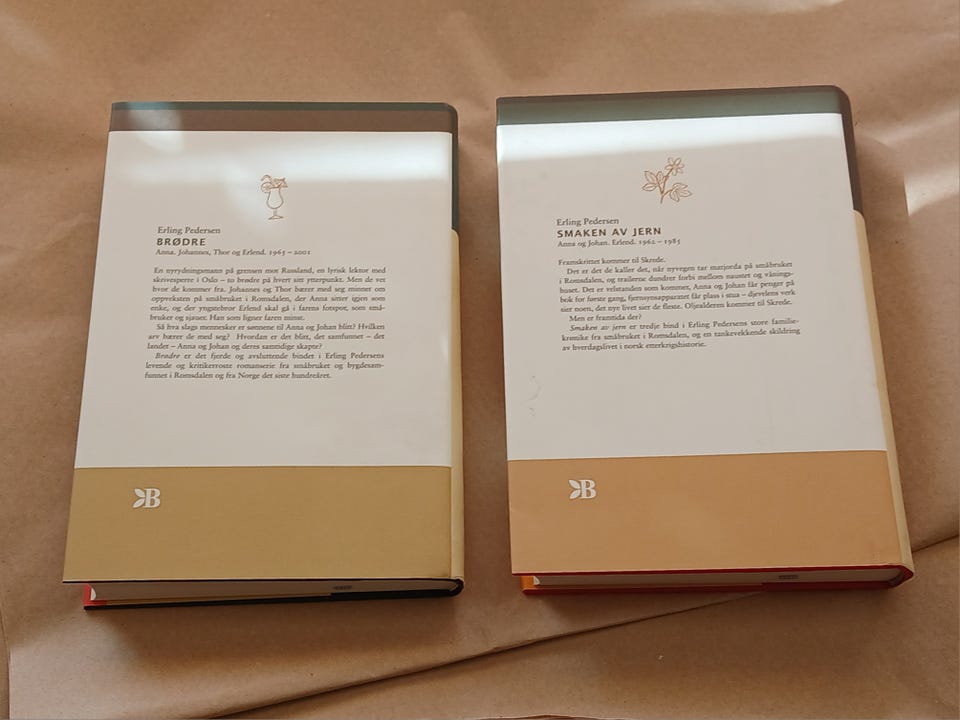 Erling Pedersen
BRØDRE
Anna. Johannes, Thor og Erlend. 1965 – 2001
En nyrydningsmann på grensen mot Russland, en lyrisk lektor med
skrivesperre i Oslo – to brødre på hvert sitt ytterpunkt. Men de vet
hvor de kommer fra. Johannes og Thor bærer med seg minnet om
oppveksten på småbruket i Romsdalen, der Anna sitter igjen som
enke, og der yngstebror Erlend skal gå i farens fotspor, som små-
bruker og sjauer. Han som ligner faren minst.
Så hva slags mennesker er sønnene til Anna og Johan blitt? Hvilken
arv bærer de med seg? Hvordan er det blitt, det samfunnet – det
landet – Anna og Johan og deres samtidige skapte?
Brødre er det fjerde og avsluttende bindet i Erling Pedersens
levende og kritikerroste romanserie fra småbruket og bygdesam-
funnet i Romsdalen og fra Norge det siste hundreåret.
B
Erling Pedersen
SMAKEN AV JERN
Anna og Johan. Erlend. 1962 – 1985
Framskrittet kommer til Skrede.
Det er det de kaller det, når nyvegen tar matjorda på småbruket
i Romsdalen, og trailerne dundrer forbi mellom naustet og vånings-
huset. Det er velstanden som kommer, Anna og Johan får penger på
bok for første gang, fjernsynsapparatet får plass i stua – djevelens verk
sier noen, det nye livet sier de fleste. Oljealderen kommer til Skrede.
Men er framtida der?
Smaken av jern er tredje bind i Erling Pedersens store familie-
krønike fra småbruket i Romsdalen, og en tankevekkende skildring
av hverdagslivet i norsk etterkrigshistorie.
B